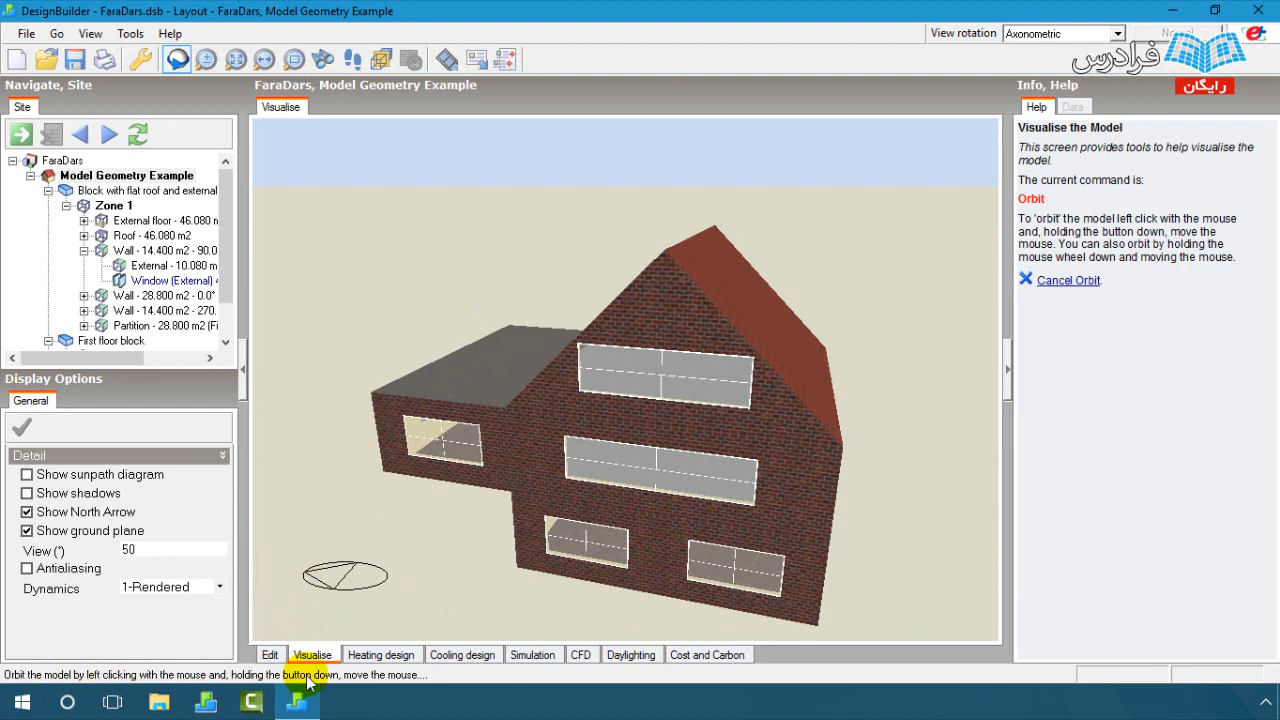 DesignBuilder - FaraDars.dsb - Layout - FaraDars, Model Geometry Example
File Go View Tools Help
View rotation Axonometric Normal
فرادرس
رایگان
Navigate, Site
Site
FaraDars
Model Geometry Example
Block with flat roof and external
Zone 1
External floor - 46.080 m
Roof - 46.080 m2
Wall - 14.400 m2 - 90.0
External - 10.080 m
Window (External)
Wall - 28.800 m2 - 0.0°
Wall - 14.400 m2 - 270.
Partition - 28.800 m2 (Fi
First floor block
Display Options
General
Detail
Show sunpath diagram
Show shadows
Show North Arrow
Show ground plane
View (°) 50
Antialiasing
Dynamics 1-Rendered
FaraDars, Model Geometry Example
Visualise
Edit Visualise Heating design Cooling design Simulation CFD Daylighting Cost and Carbon
Info, Help
Help Data
Visualise the Model
This screen provides tools to help visualise the
model.
The current command is:
Orbit
To 'orbit' the model left click with the mouse
and, holding the button down, move the
mouse. You can also orbit by holding the
mouse wheel down and moving the mouse.
Cancel Orbit.
Orbit the model by left clicking with the mouse and, holding the button down, move the mouse....